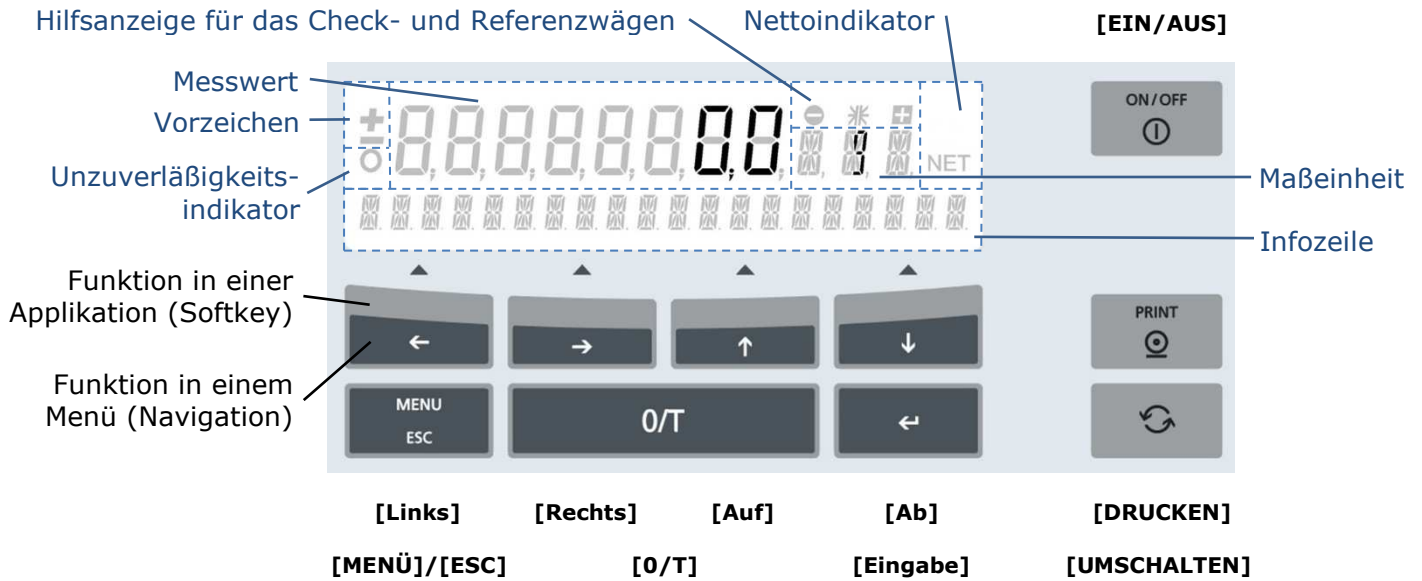 Hilfsanzeige für das Check- und Referenzwägen
Nettoindikator
[EIN/AUS]
Messwert
Vorzeichen
Unzuverläßigkeits-
indikator
0.0 g
NET
ON/OFF
Maßeinheit
Infozeile
Funktion in einer
Applikation (Softkey)
Funktion in einem
Menü (Navigation)
← → ↑ ↓
PRINT
MENU
ESC
0/T
[Links] [Rechts] [Auf] [Ab] [DRUCKEN]
[MENÜ]/[ESC] [0/T] [Eingabe] [UMSCHALTEN]